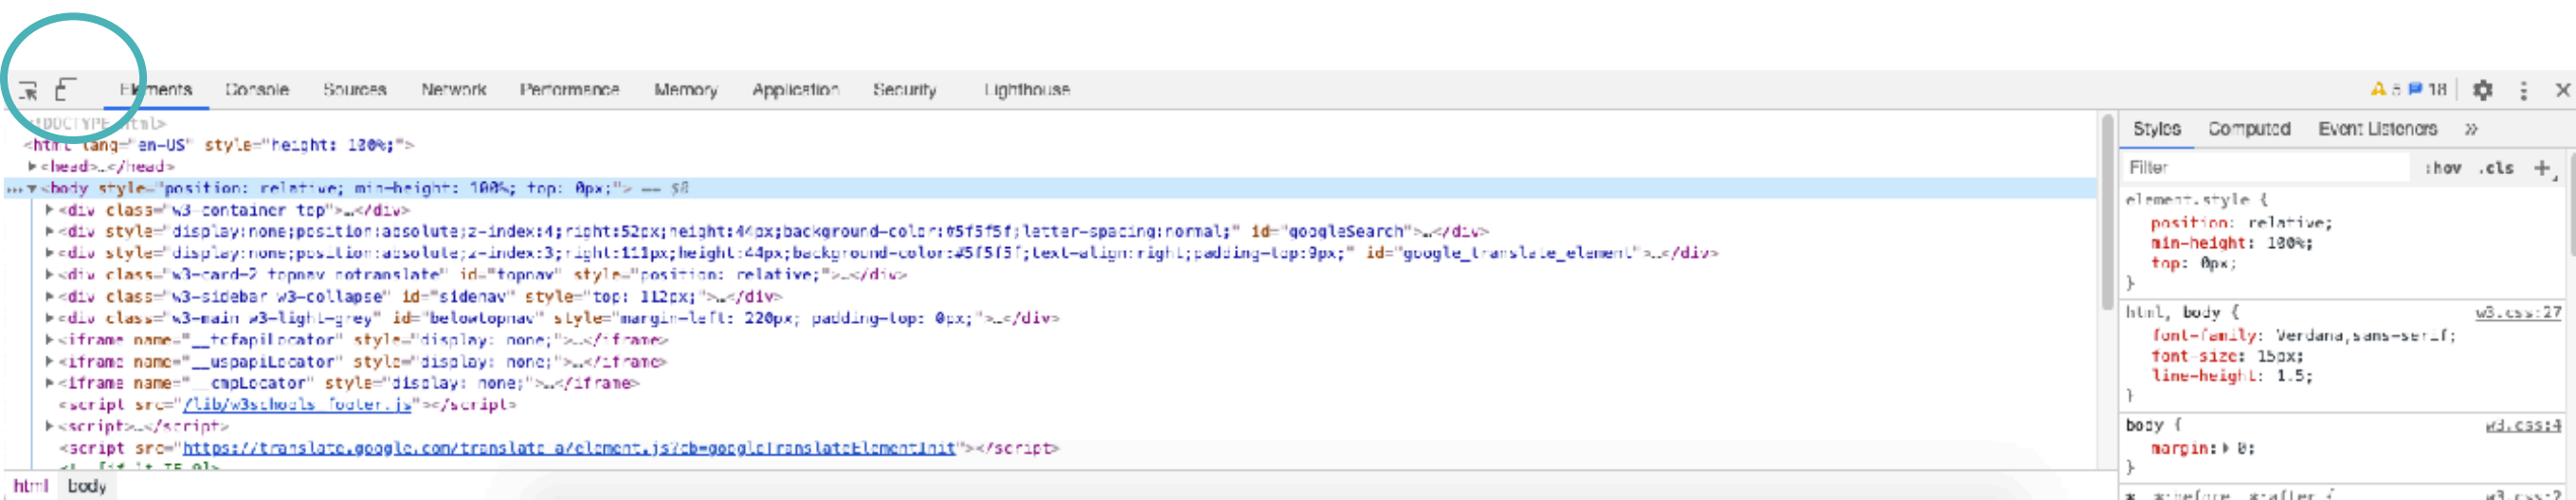 Elements Console Sources Network Performance Memory Application Security Lighthouse 5 18
<!DOCTYPE html>
<html lang="en-US" style="height: 100%;">
<head>…</head>
<body style="position: relative; min-height: 100%; top: 0px;"> == $0
<div class="w3-container top">…</div>
<div style="display:none;position:absolute;z-index:4;right:52px;height:44px;background-color:#5f5f5f;letter-spacing:normal;" id="googleSearch">…</div>
<div style="display:none;position:absolute;z-index:3;right:111px;height:44px;background-color:#5f5f5f;text-align:right;padding-top:9px;" id="google_translate_element">…</div>
<div class="w3-card-2 topnav notranslate" id="topnav" style="position: relative;">…</div>
<div class="w3-sidebar w3-collapse" id="sidenav" style="top: 112px;">…</div>
<div class="w3-main w3-light-grey" id="belowtopnav" style="margin-left: 220px; padding-top: 0px;">…</div>
<iframe name="__tcfapiLocator" style="display: none;">…</iframe>
<iframe name="__uspapiLocator" style="display: none;">…</iframe>
<iframe name="__cmpLocator" style="display: none;">…</iframe>
<script src="/lib/w3schools_footer.js"></script>
<script>…</script>
<script src="https://translate.google.com/translate_a/element.js?cb=googleTranslateElementInit"></script>
<!--[if lt IE 9]>
html body
Styles Computed Event Listeners »
Filter :hov .cls +
element.style {
position: relative;
min-height: 100%;
top: 0px;
}
html, body { w3.css:27
font-family: Verdana,sans-serif;
font-size: 15px;
line-height: 1.5;
}
body { w3.css:4
margin: 0;
}
*, *:before, *:after {